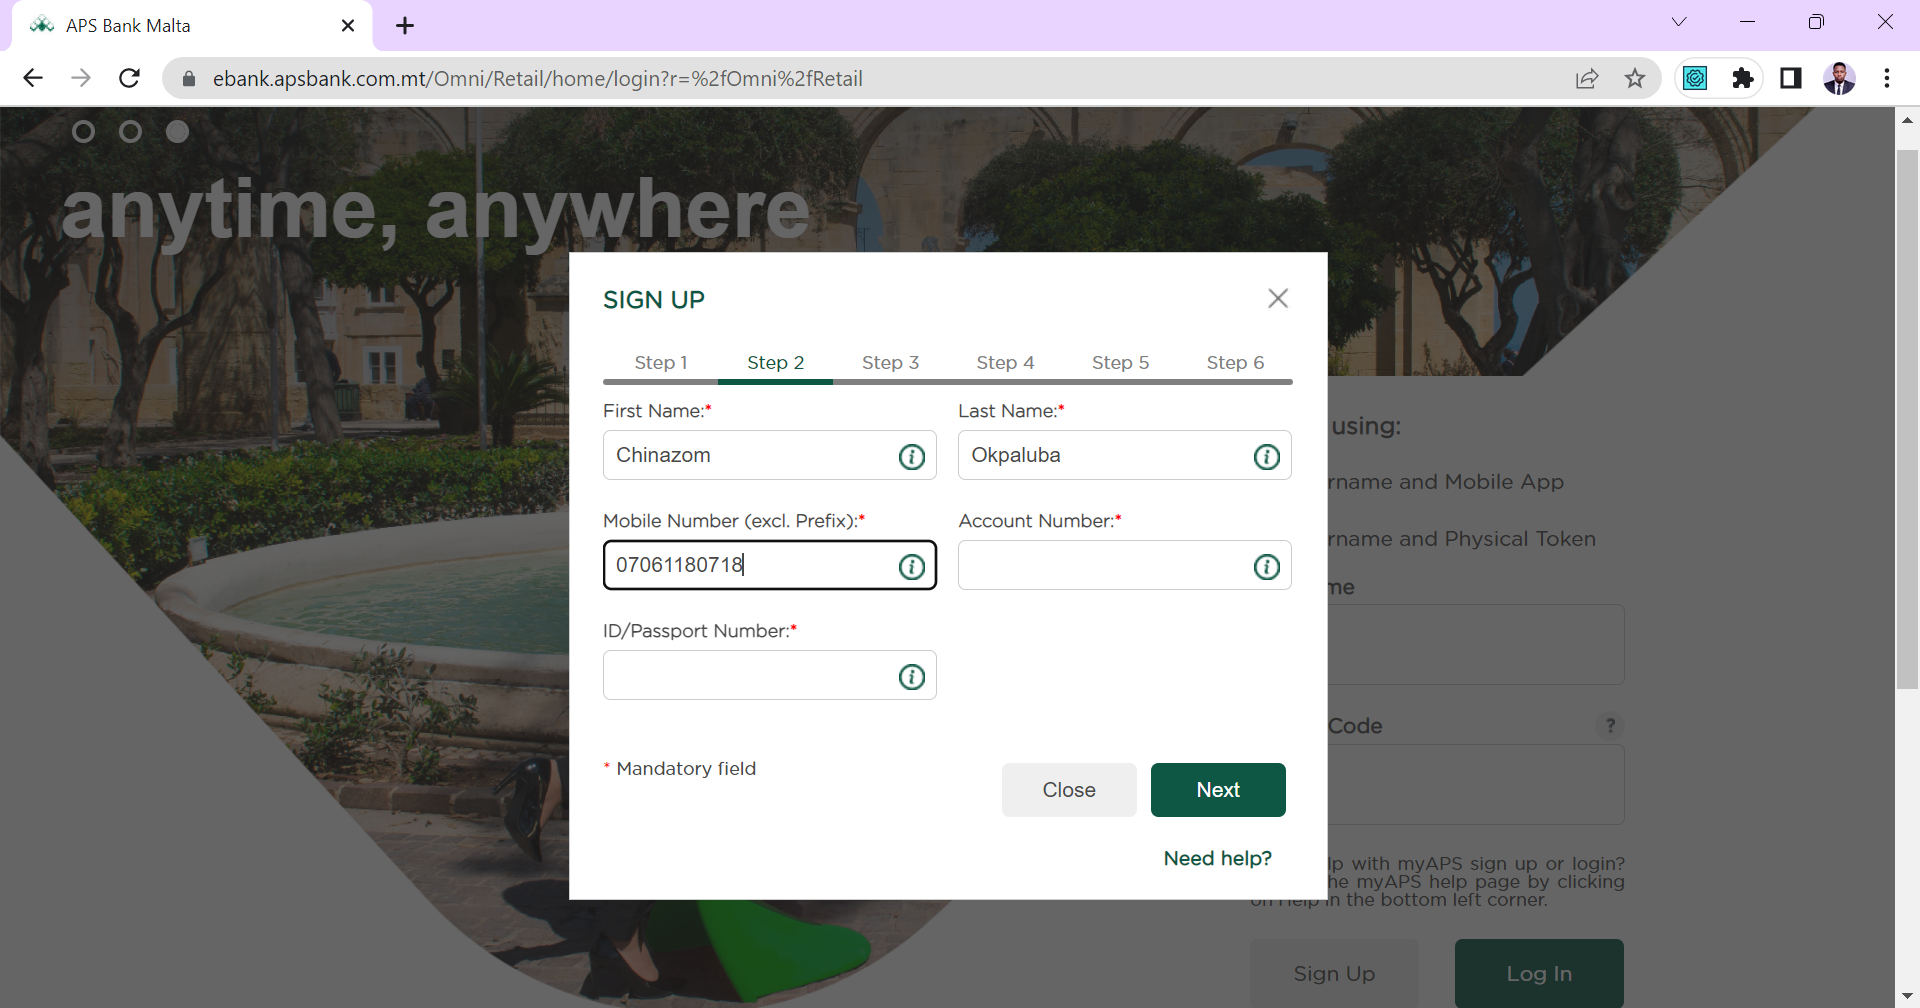 APS Bank Malta
ebank.apsbank.com.mt/Omni/Retail/home/login?r=%2fOmni%2fRetail
anytime, anywhere
SIGN UP
Step 1 Step 2 Step 3 Step 4 Step 5 Step 6
First Name:* Last Name:*
Chinazom Okpaluba
Mobile Number (excl. Prefix):* Account Number:*
07061180718
ID/Passport Number:*
* Mandatory field
Close Next
Need help?
using:
rname and Mobile App
rname and Physical Token
me
Code ?
lp with myAPS sign up or login?
he myAPS help page by clicking
on Help in the bottom left corner.
Sign Up Log In